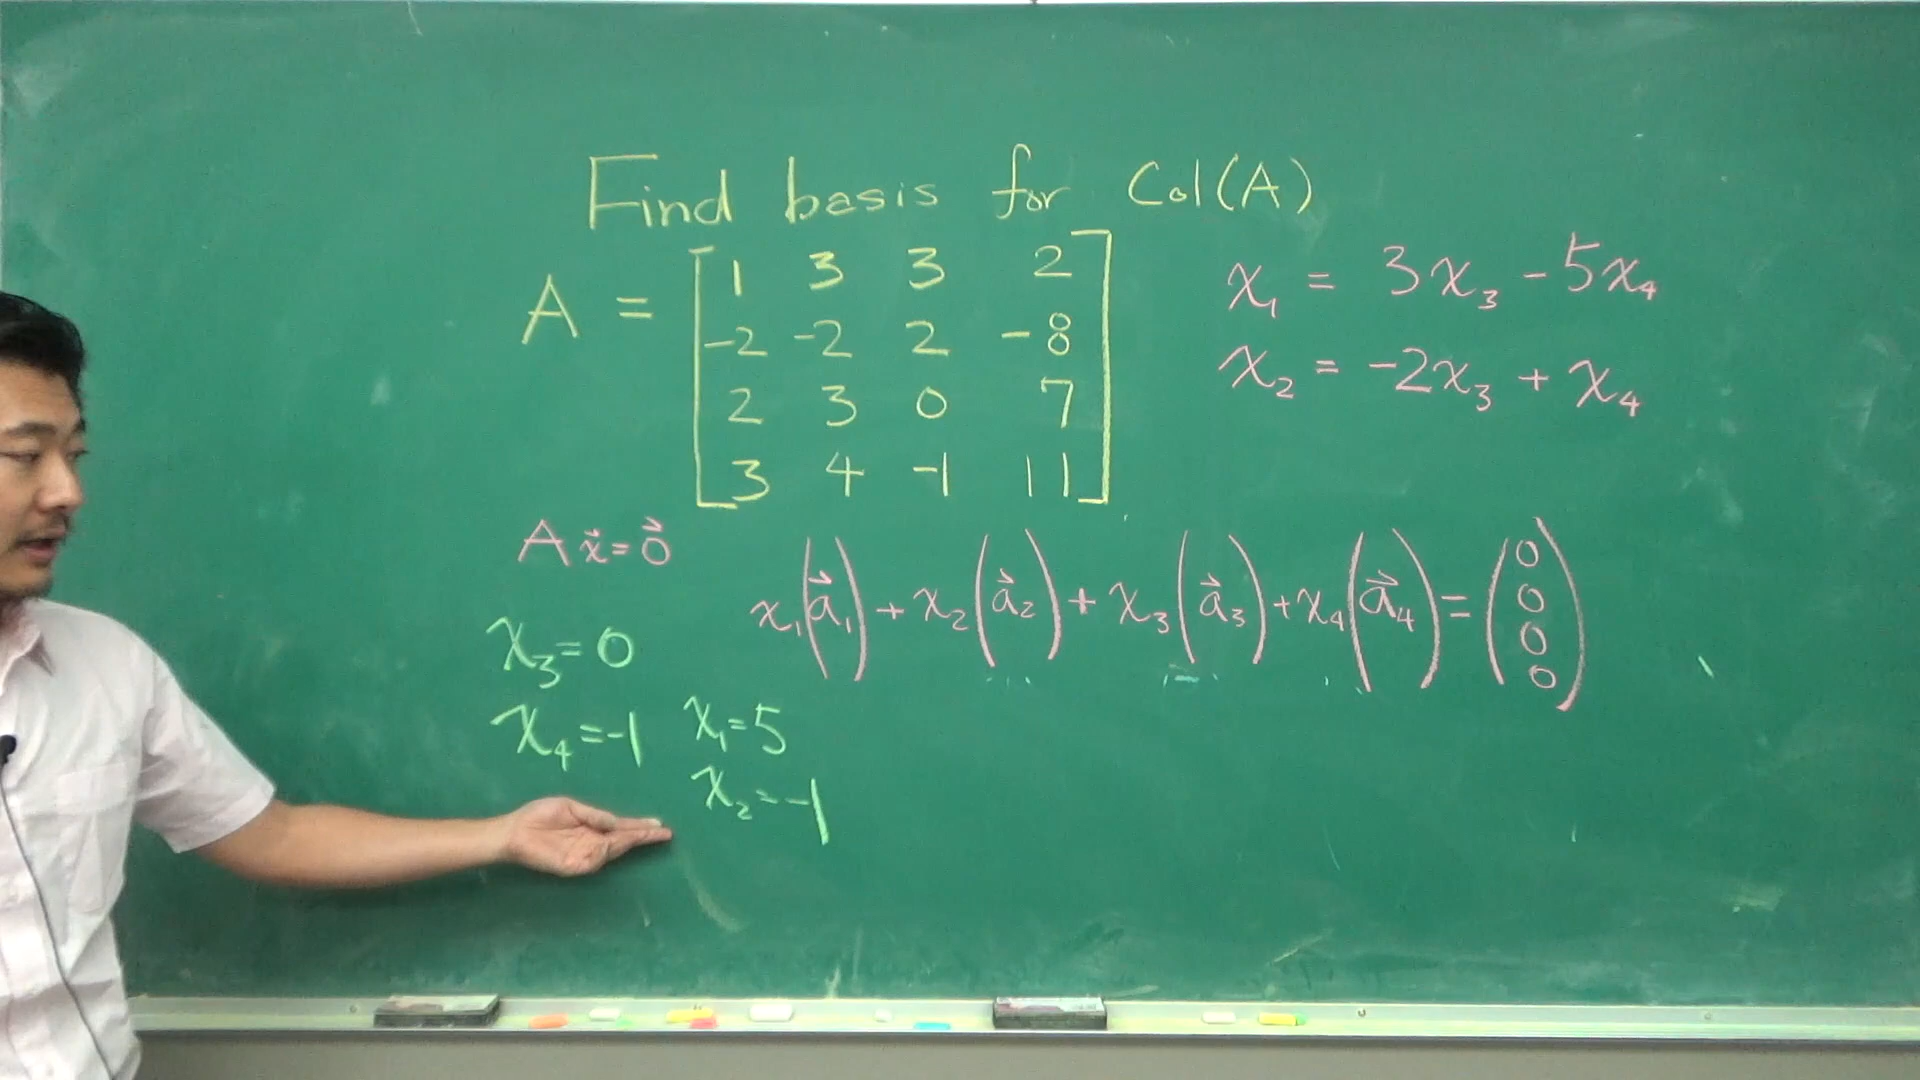 Find basis for Col(A)
A = [1 3 3 2
-2 -2 2 -8
2 3 0 7
3 4 -1 11]
x₁ = 3x₃ - 5x₄
x₂ = -2x₃ + x₄
Ax⃗ = 0⃗
x₁(a⃗₁) + x₂(a⃗₂) + x₃(a⃗₃) + x₄(a⃗₄) = (0 0 0 0)
x₃ = 0
x₄ = -1 x₁ = 5
x₂ = -1